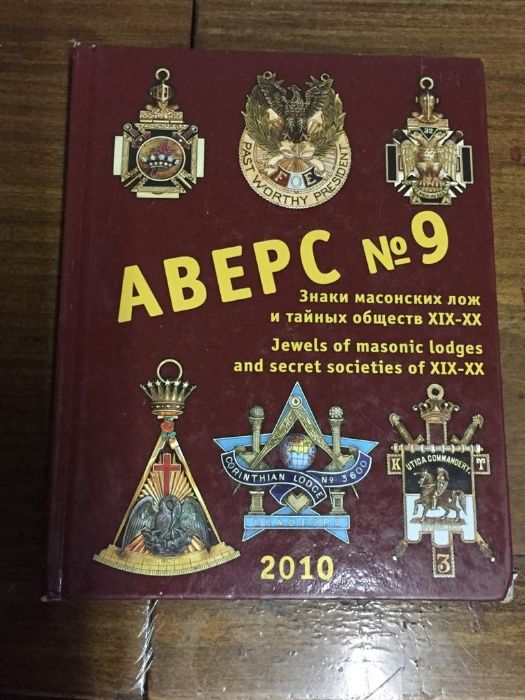 PAST WORTHY PRESIDENT
F O E
32
АВЕРС №9
Знаки масонских лож
и тайных обществ XIX-XX
Jewels of masonic lodges
and secret societies of XIX-XX
CORINTHIAN LODGE Nº 3600
K T
UTICA COMMANDERY
3
2010